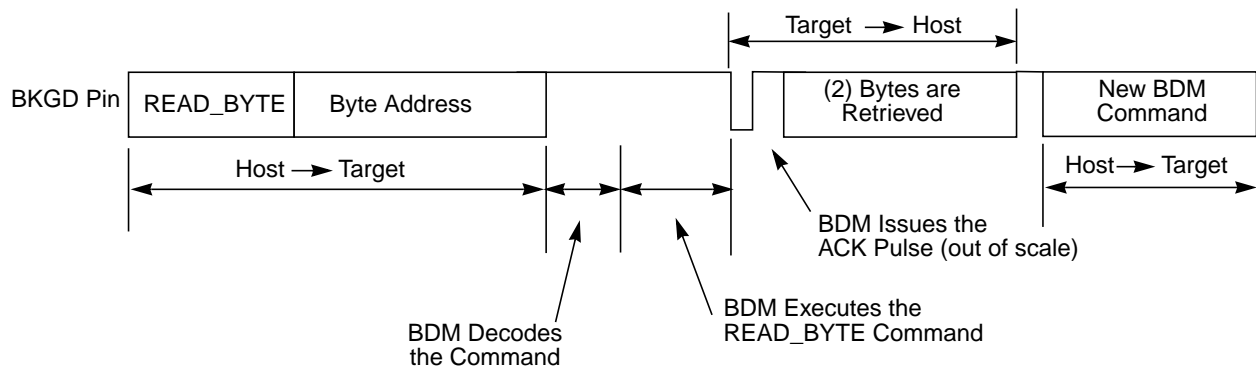 Target → Host
BKGD Pin
READ_BYTE
Byte Address
(2) Bytes are
Retrieved
New BDM
Command
Host → Target
Host → Target
BDM Issues the
ACK Pulse (out of scale)
BDM Decodes
the Command
BDM Executes the
READ_BYTE Command